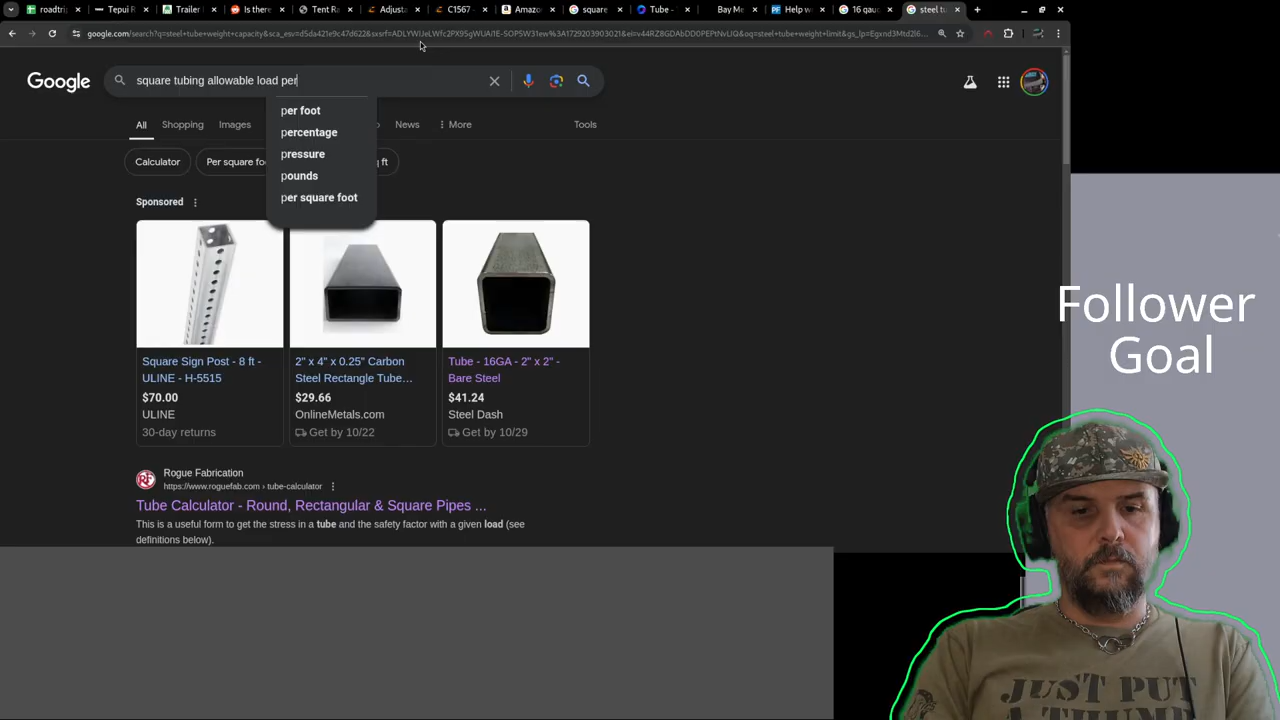 roadtrip
Tepui R
Trailer
Is there
Tent Ra
Adjusta
C1567
Amazo
square
Tube -
Bay Me
Help w
16 gau
steel tu
Google
square tubing allowable load per
per foot
percentage
pressure
pounds
per square foot
All
Shopping
Images
News
More
Tools
Calculator
Per square fo
ft
Sponsored
Square Sign Post - 8 ft -
ULINE - H-5515
$70.00
ULINE
30-day returns
2" x 4" x 0.25" Carbon
Steel Rectangle Tube…
$29.66
OnlineMetals.com
Get by 10/22
Tube - 16GA - 2" x 2" -
Bare Steel
$41.24
Steel Dash
Get by 10/29
Rogue Fabrication
https://www.roguefab.com › tube-calculator
Tube Calculator - Round, Rectangular & Square Pipes ...
This is a useful form to get the stress in a tube and the safety factor with a given load (see
definitions below).
Follower
Goal
JUST PUT
A THUMB